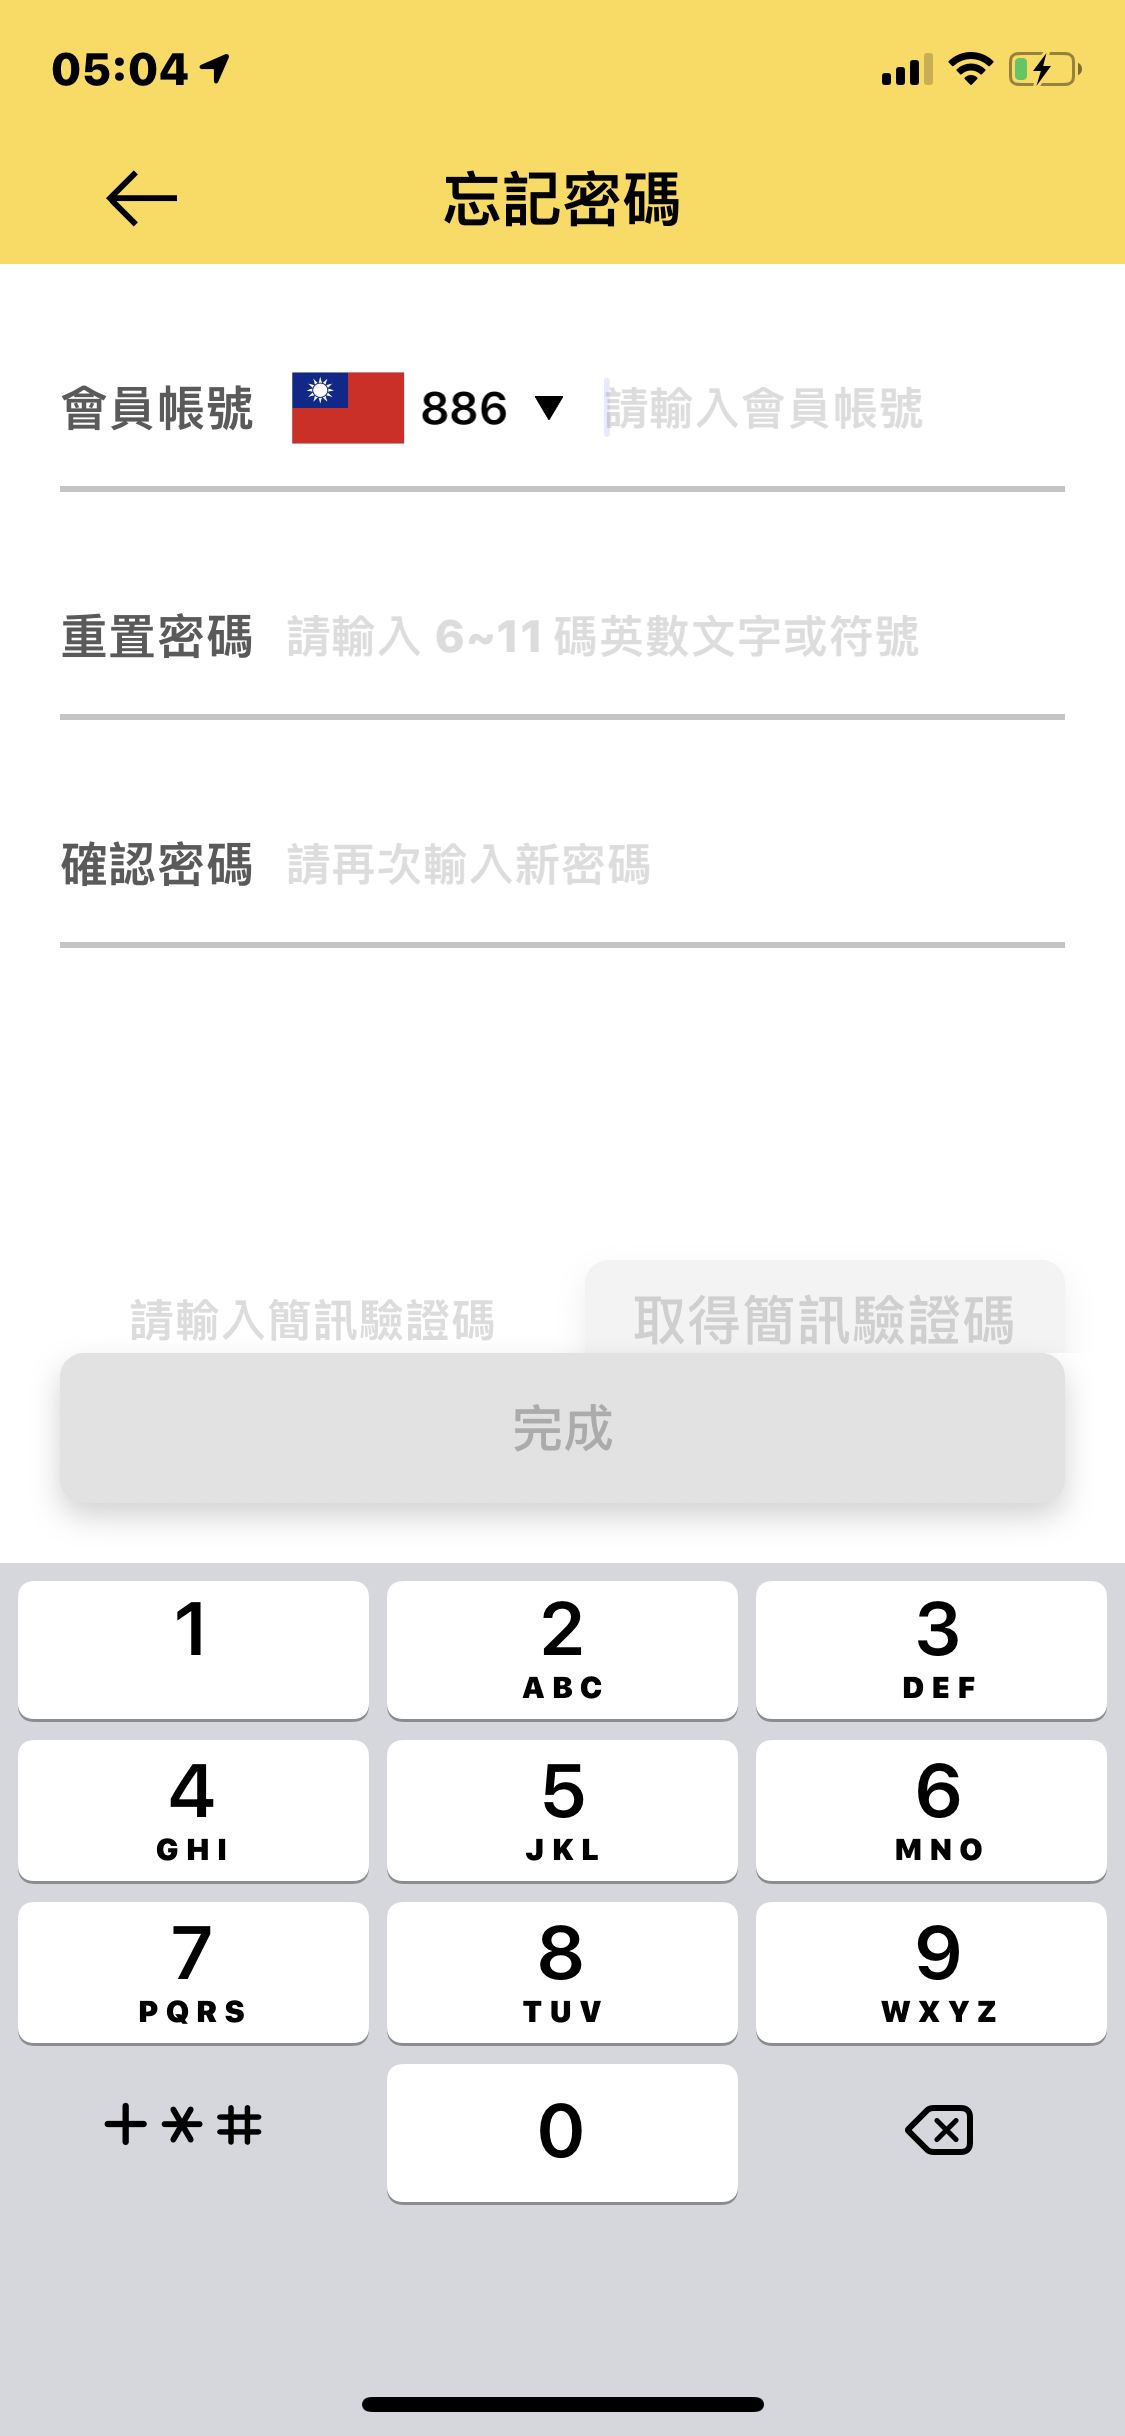 05:04
忘記密碼
會員帳號 886 ▼ 請輸入會員帳號
重置密碼 請輸入 6~11 碼英數文字或符號
確認密碼 請再次輸入新密碼
請輸入簡訊驗證碼 取得簡訊驗證碼
完成
1 2 3
ABC DEF
4 5 6
GHI JKL MNO
7 8 9
PQRS TUV WXYZ
+*# 0